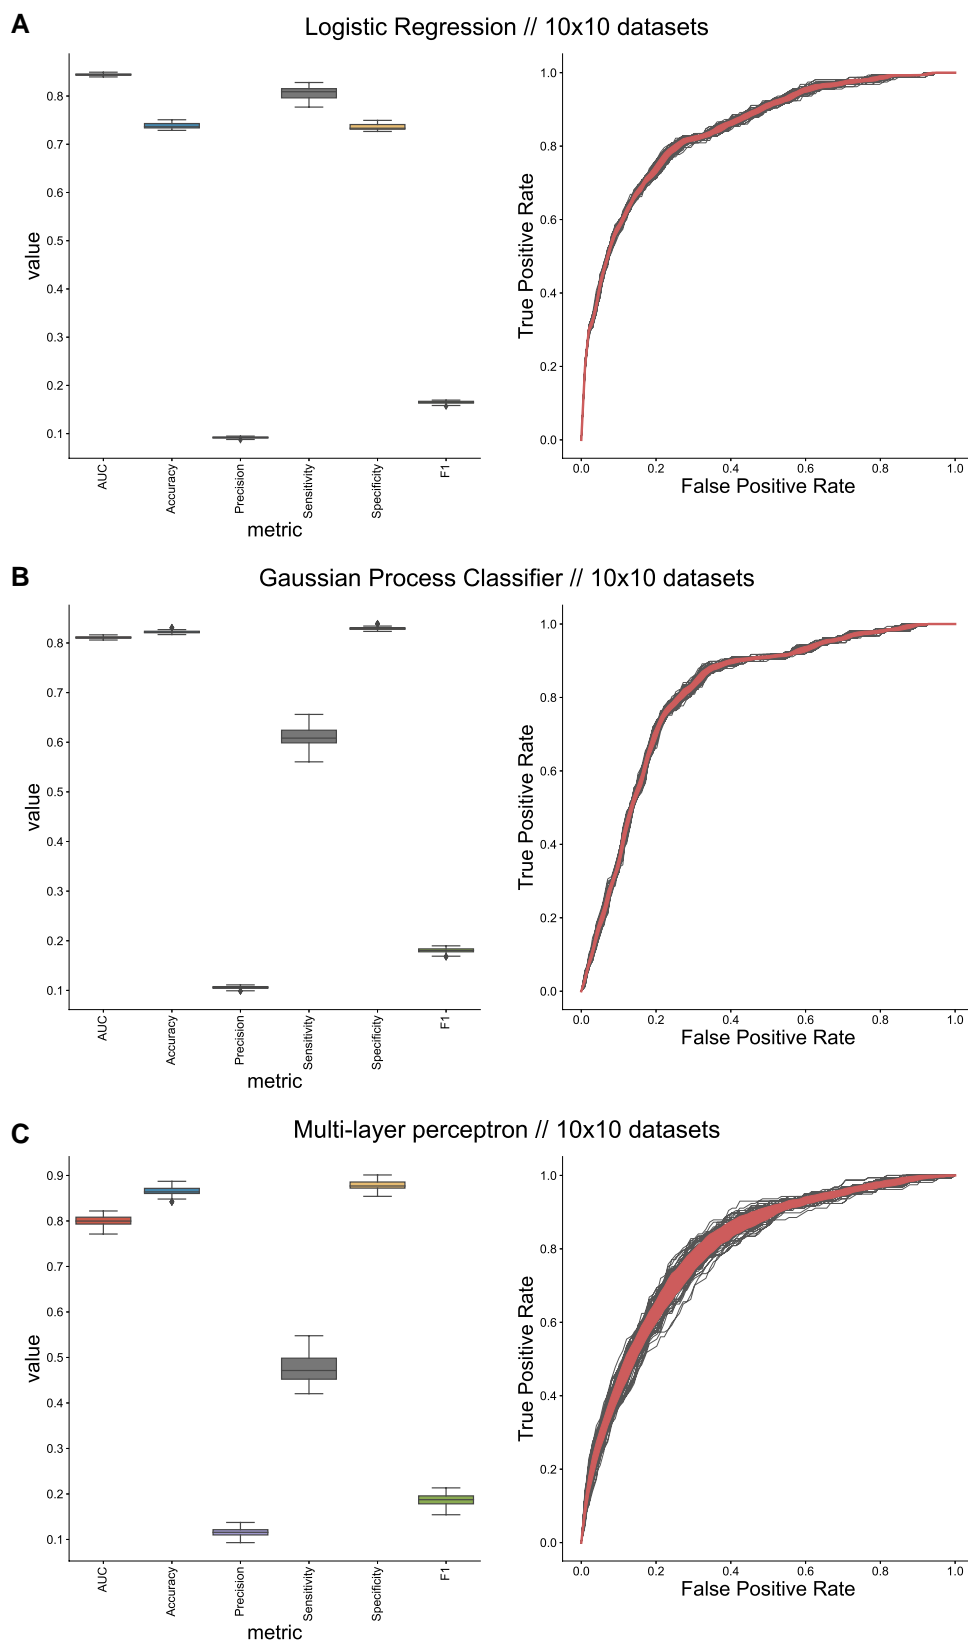 A
Logistic Regression // 10x10 datasets
value
0.8
0.7
0.6
0.5
0.4
0.3
0.2
0.1
AUC
Accuracy
Precision
Sensitivity
Specificity
F1
metric
True Positive Rate
1.0
0.8
0.6
0.4
0.2
0.0
0.0 0.2 0.4 0.6 0.8 1.0
False Positive Rate
B
Gaussian Process Classifier // 10x10 datasets
value
0.8
0.7
0.6
0.5
0.4
0.3
0.2
0.1
AUC
Accuracy
Precision
Sensitivity
Specificity
F1
metric
True Positive Rate
1.0
0.8
0.6
0.4
0.2
0.0
0.0 0.2 0.4 0.6 0.8 1.0
False Positive Rate
C
Multi-layer perceptron // 10x10 datasets
value
0.9
0.8
0.7
0.6
0.5
0.4
0.3
0.2
0.1
AUC
Accuracy
Precision
Sensitivity
Specificity
F1
metric
True Positive Rate
1.0
0.8
0.6
0.4
0.2
0.0
0.0 0.2 0.4 0.6 0.8 1.0
False Positive Rate